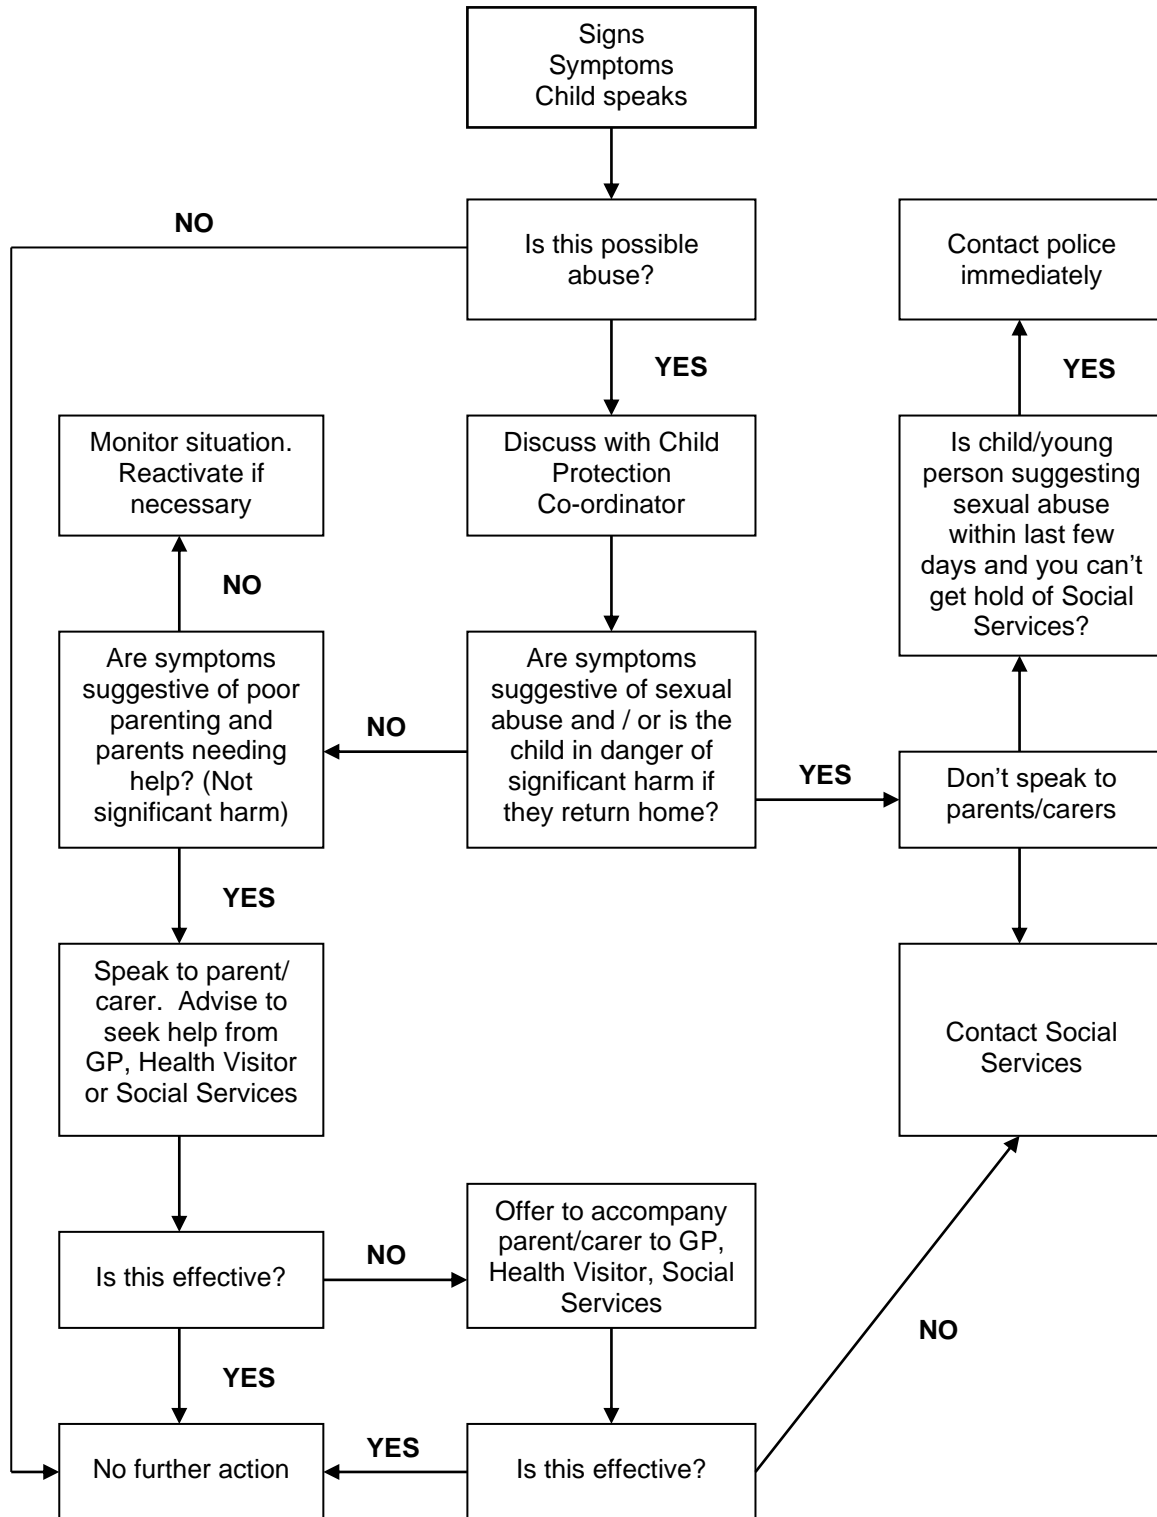 Signs
Symptoms
Child speaks
NO
Is this possible
abuse?
Contact police
immediately
YES
YES
Monitor situation.
Reactivate if
necessary
Discuss with Child
Protection
Co-ordinator
Is child/young
person suggesting
sexual abuse
within last few
days and you can’t
get hold of Social
Services?
NO
Are symptoms
suggestive of poor
parenting and
parents needing
help? (Not
significant harm)
NO
Are symptoms
suggestive of sexual
abuse and / or is the
child in danger of
significant harm if
they return home?
YES
Don’t speak to
parents/carers
YES
Speak to parent/
carer.  Advise to
seek help from
GP, Health Visitor
or Social Services
Contact Social
Services
Is this effective?
NO
Offer to accompany
parent/carer to GP,
Health Visitor, Social
Services
NO
YES
No further action
YES
Is this effective?